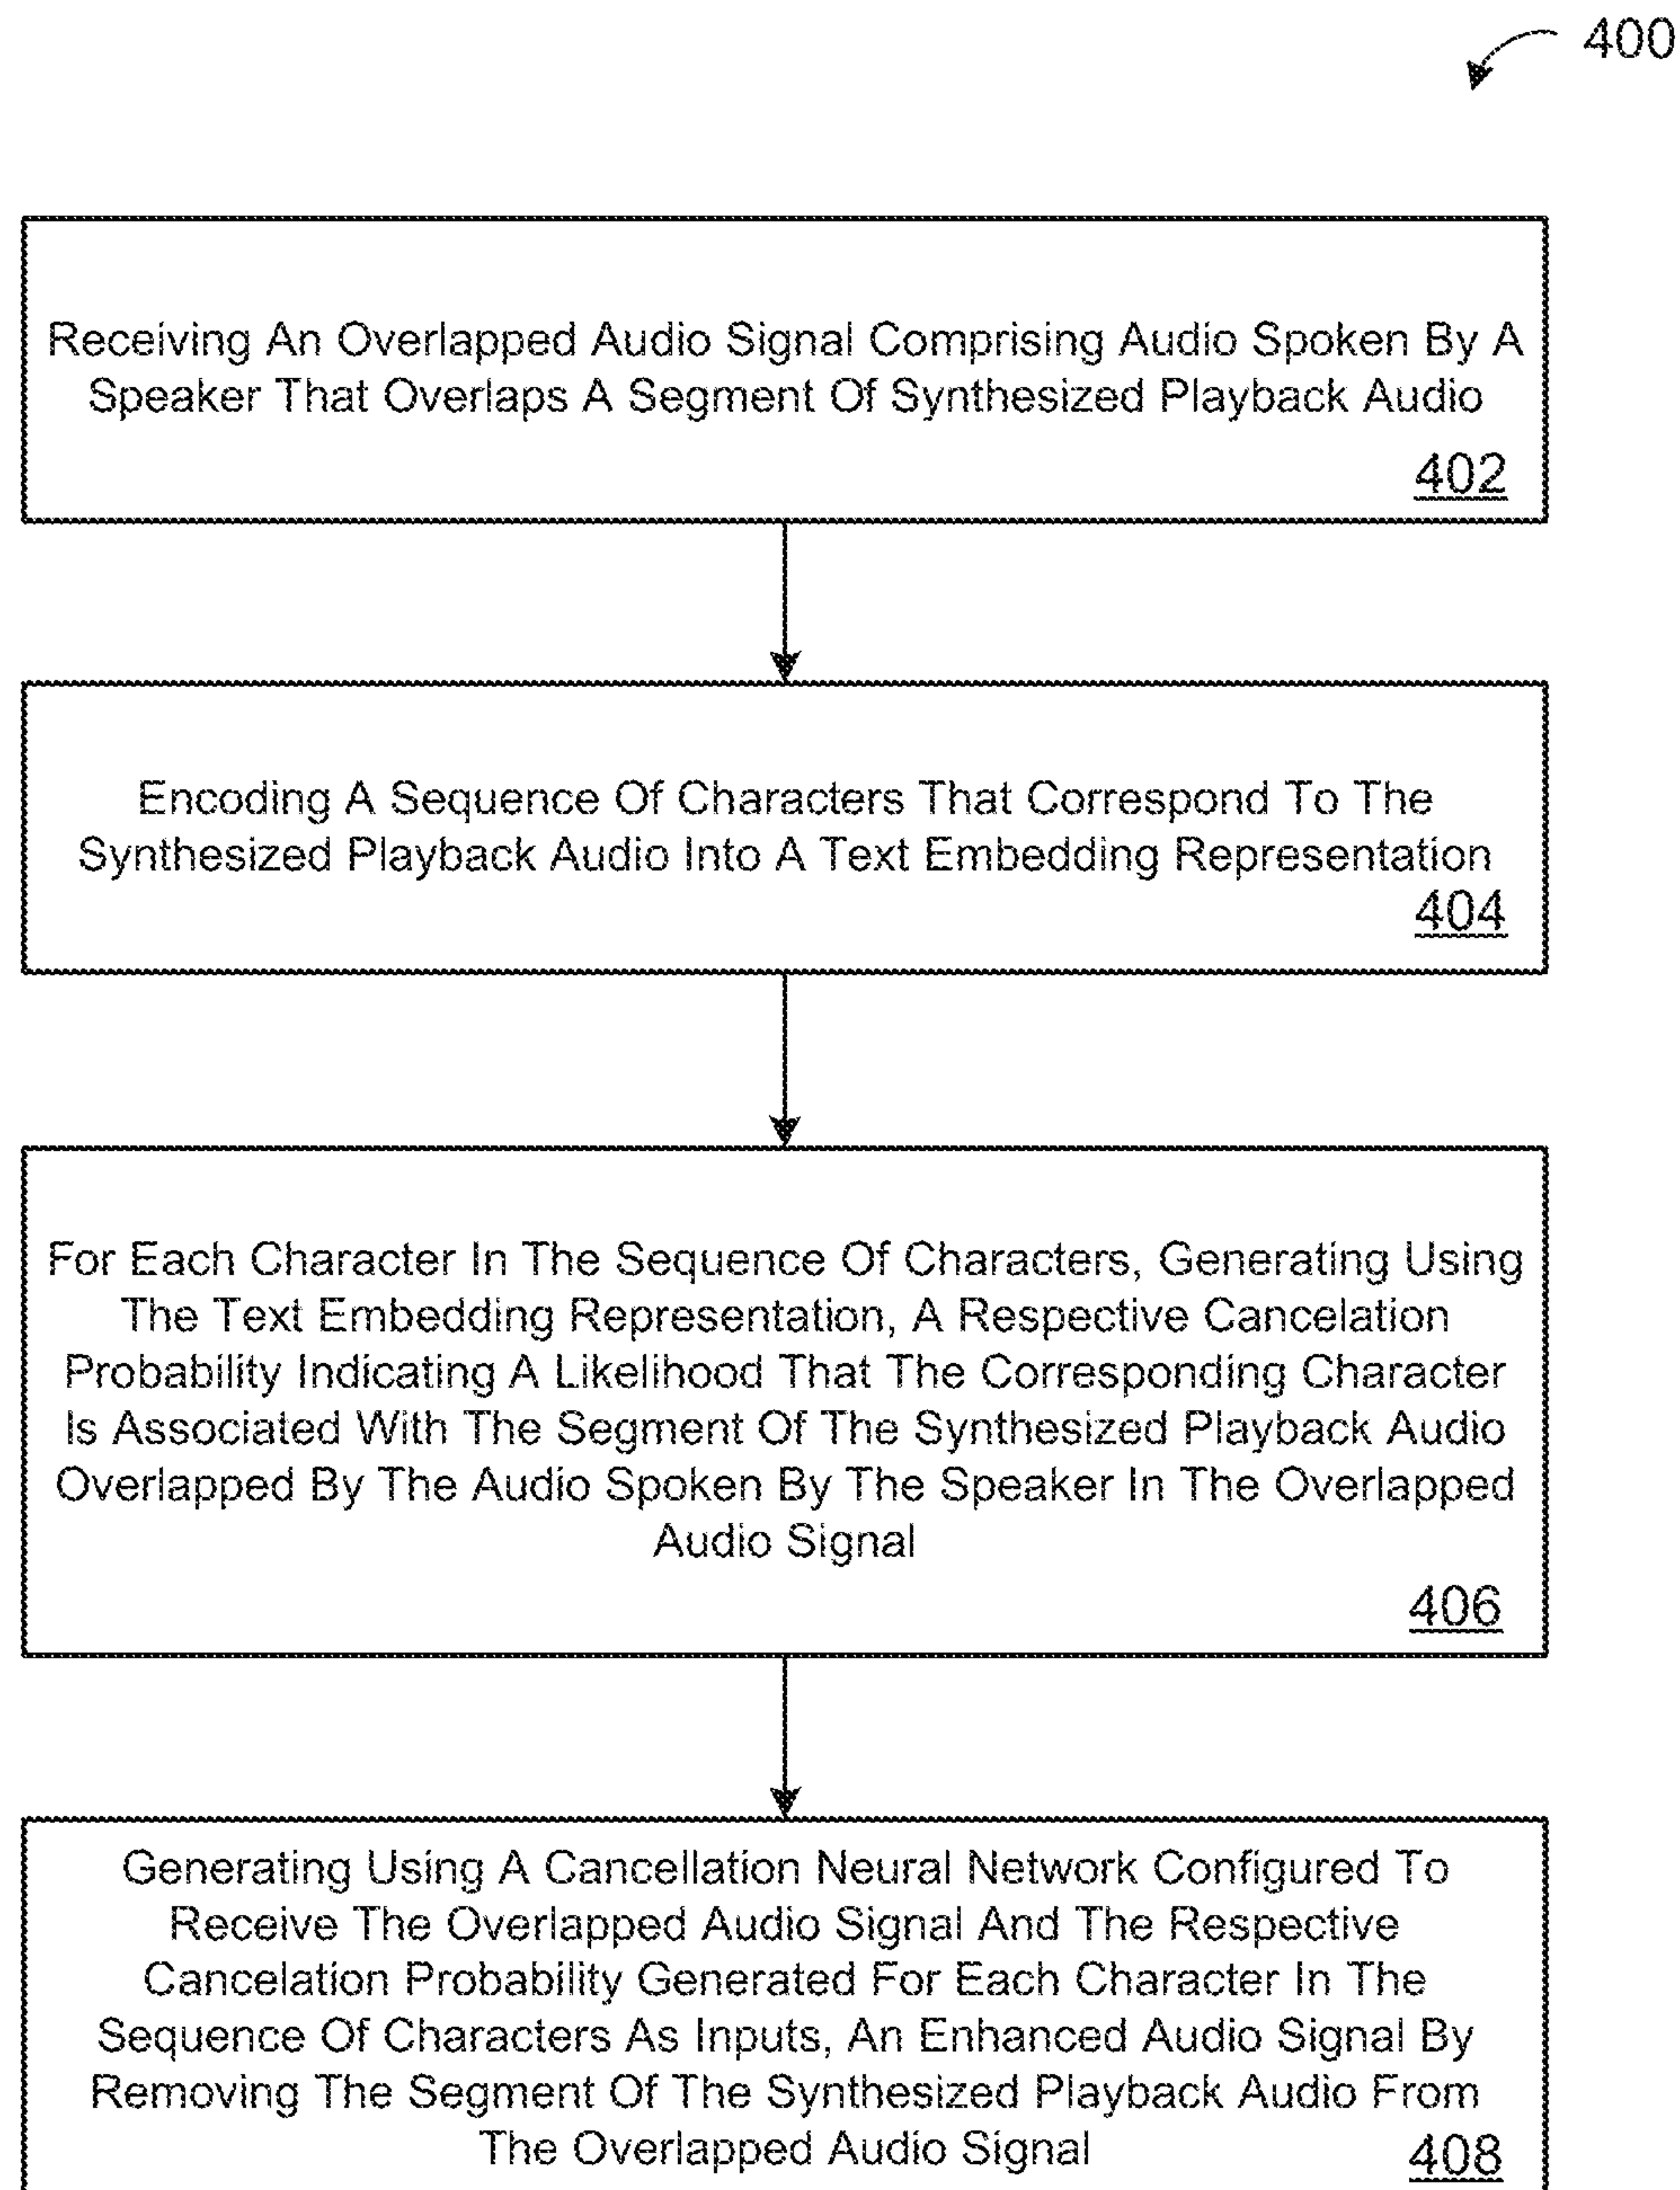 400
Receiving An Overlapped Audio Signal Comprising Audio Spoken By A
Speaker That Overlaps A Segment Of Synthesized Playback Audio
402
Encoding A Sequence Of Characters That Correspond To The
Synthesized Playback Audio Into A Text Embedding Representation
404
For Each Character In The Sequence Of Characters, Generating Using
The Text Embedding Representation, A Respective Cancelation
Probability Indicating A Likelihood That The Corresponding Character
Is Associated With The Segment Of The Synthesized Playback Audio
Overlapped By The Audio Spoken By The Speaker In The Overlapped
Audio Signal
406
Generating Using A Cancellation Neural Network Configured To
Receive The Overlapped Audio Signal And The Respective
Cancelation Probability Generated For Each Character In The
Sequence Of Characters As Inputs, An Enhanced Audio Signal By
Removing The Segment Of The Synthesized Playback Audio From
The Overlapped Audio Signal
408